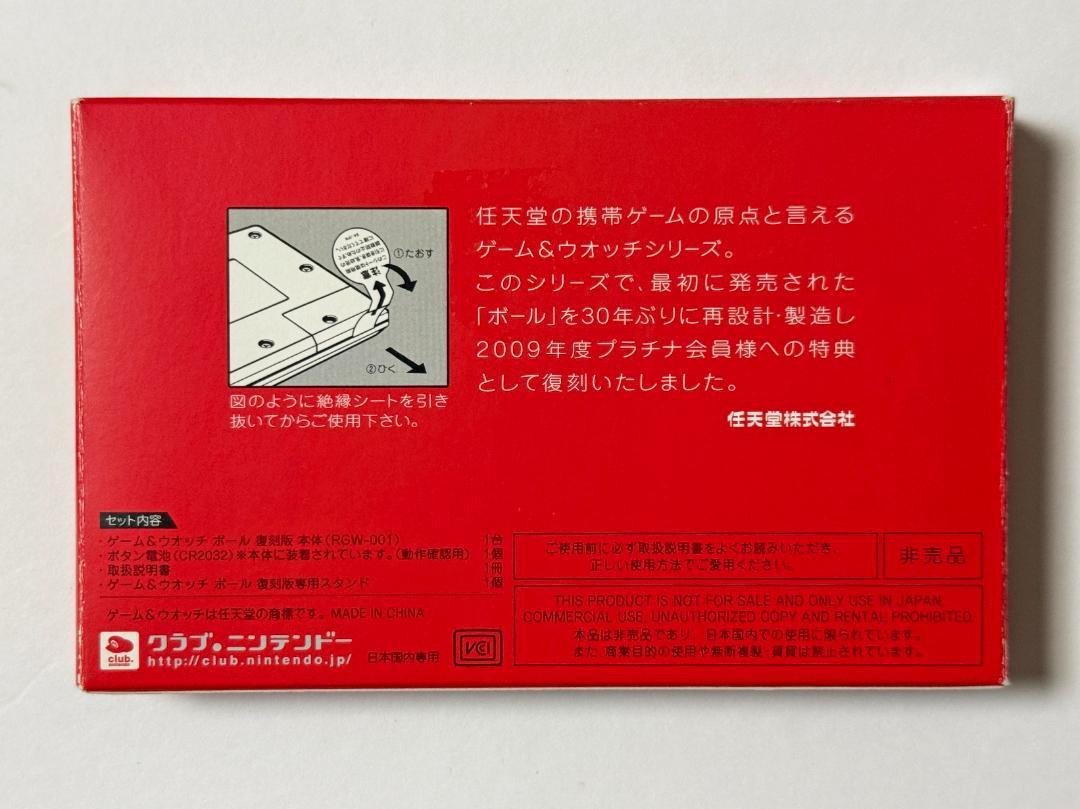 任天堂の携帯ゲームの原点と言える
ゲーム&ウオッチシリーズ。
このシリーズで、最初に発売された
「ボール」を30年ぶりに再設計・製造し
2009年度プラチナ会員様への特典
として復刻いたしました。
任天堂株式会社
注意
①たおす
②ひく
図のように絶縁シートを引き
抜いてからご使用下さい。
セット内容
・ゲーム&ウオッチ ボール 復刻版 本体(RGW-001) 1台
・ボタン電池(CR2032)※本体に装着されています。(動作確認用) 1個
・取扱説明書 1冊
・ゲーム&ウオッチ ボール 復刻版専用スタンド 1個
ゲーム&ウオッチは任天堂の商標です。 MADE IN CHINA
club.
nintendo
クラブ。ニンテンドー
http://club.nintendo.jp/
日本国内専用
VCI
ご使用前に必ず取扱説明書をよくお読みいただき、
正しい使用方法でご愛用ください。
非売品
THIS PRODUCT IS NOT FOR SALE AND ONLY USE IN JAPAN.
COMMERCIAL USE, UNAUTHORIZED COPY AND RENTAL PROHIBITED.
本品は非売品であり、日本国内での使用に限られています。
また、商業目的の使用や無断複製・賃貸は禁止されています。